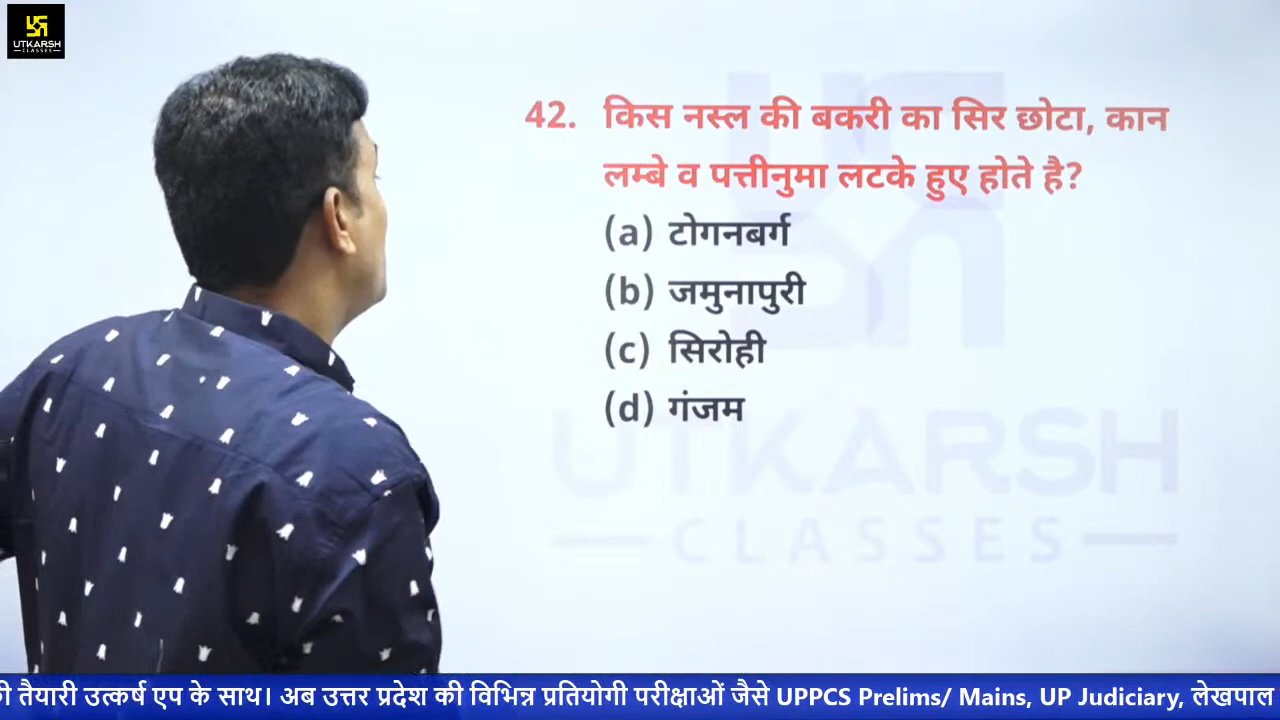 UTKARSH
CLASSES
42. किस नस्ल की बकरी का सिर छोटा, कान
लम्बे व पत्तीनुमा लटके हुए होते है?
(a) टोगनबर्ग
(b) जमुनापुरी
(c) सिरोही
(d) गंजम
UTKARSH
CLASSES
की तैयारी उत्कर्ष एप के साथ। अब उत्तर प्रदेश की विभिन्न प्रतियोगी परीक्षाओं जैसे UPPCS Prelims/ Mains, UP Judiciary, लेखपाल